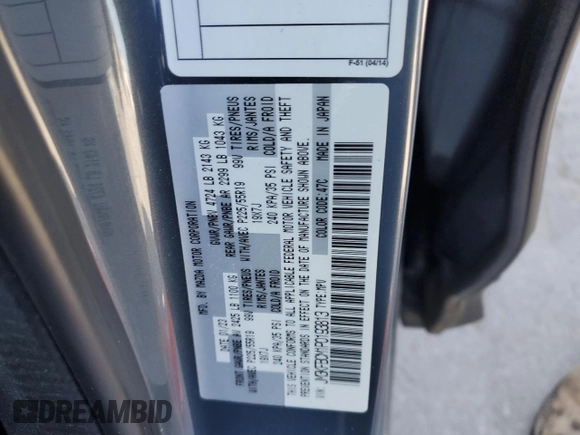 F-51 (04/14)
MFD. BY MAZDA MOTOR CORPORATION
DATE: 01/23 GVWR/PNBV 4724 LB 2143 KG
FRONT GAWR/PNBE AV 2425 LB 1100 KG REAR GAWR/PNBE AR 2299 LB 1043 KG
WITH/AVEC P225/55R19 99V TIRES/PNEUS WITH/AVEC P225/55R19 99V TIRES/PNEUS
19X7J RIMS/JANTES 19X7J RIMS/JANTES
240 KPA/35 PSI COLD/A FROID 240 KPA/35 PSI COLD/A FROID
THIS VEHICLE CONFORMS TO ALL APPLICABLE FEDERAL MOTOR VEHICLE SAFETY AND THEFT
PREVENTION STANDARDS IN EFFECT ON THE DATE OF MANUFACTURE SHOWN ABOVE.
TYPE: MPV COLOR CODE: 47C MADE IN JAPAN
DREAMBID
.COM